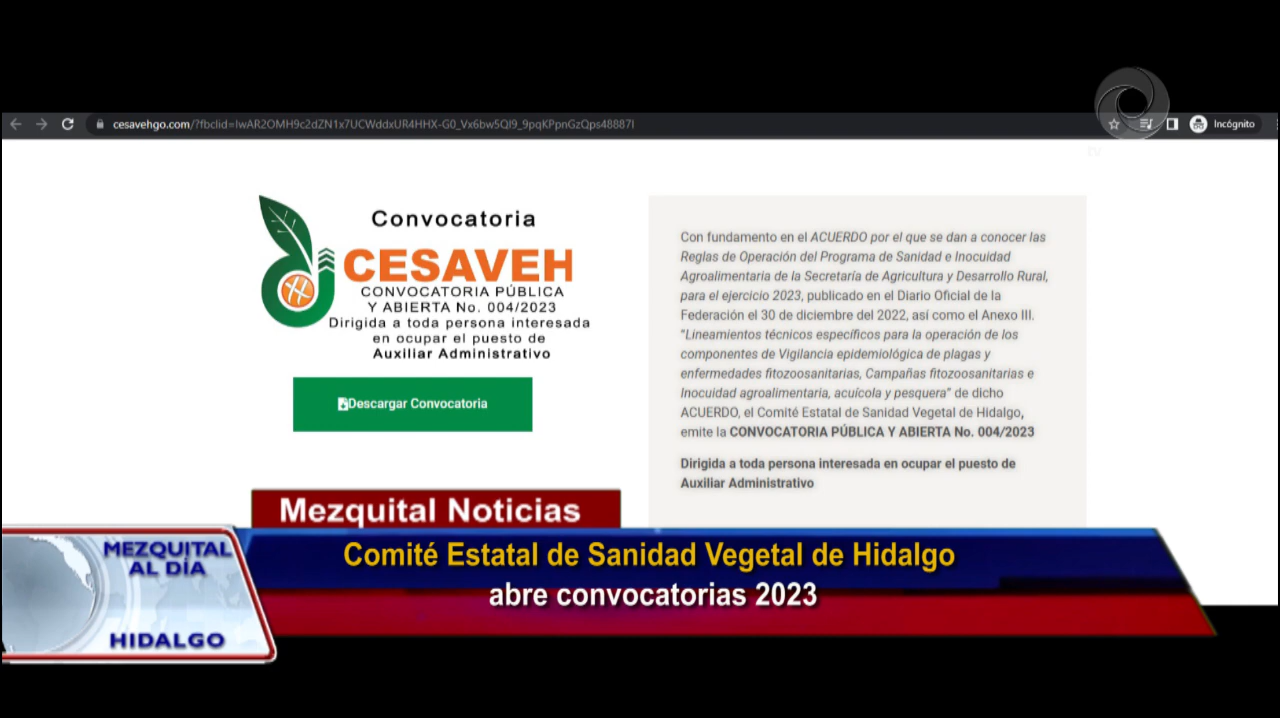 cesavehgo.com/?fbclid=IwAR2OMH9c2dZN1x7UCWddxUR4HHX-G0_Vx6bw5Ql9_9pqKPpnGzQps48887I
Incógnito
Convocatoria
CESAVEH
CONVOCATORIA PÚBLICA
Y ABIERTA No. 004/2023
Dirigida a toda persona interesada
en ocupar el puesto de
Auxiliar Administrativo
Descargar Convocatoria
Con fundamento en el ACUERDO por el que se dan a conocer las
Reglas de Operación del Programa de Sanidad e Inocuidad
Agroalimentaria de la Secretaría de Agricultura y Desarrollo Rural,
para el ejercicio 2023, publicado en el Diario Oficial de la
Federación el 30 de diciembre del 2022, así como el Anexo III.
"Lineamientos técnicos específicos para la operación de los
componentes de Vigilancia epidemiológica de plagas y
enfermedades fitozoosanitarias, Campañas fitozoosanitarias e
Inocuidad agroalimentaria, acuícola y pesquera" de dicho
ACUERDO, el Comité Estatal de Sanidad Vegetal de Hidalgo,
emite la CONVOCATORIA PÚBLICA Y ABIERTA No. 004/2023
Dirigida a toda persona interesada en ocupar el puesto de
Auxiliar Administrativo
Mezquital Noticias
MEZQUITAL
AL DÍA
HIDALGO
Comité Estatal de Sanidad Vegetal de Hidalgo
abre convocatorias 2023